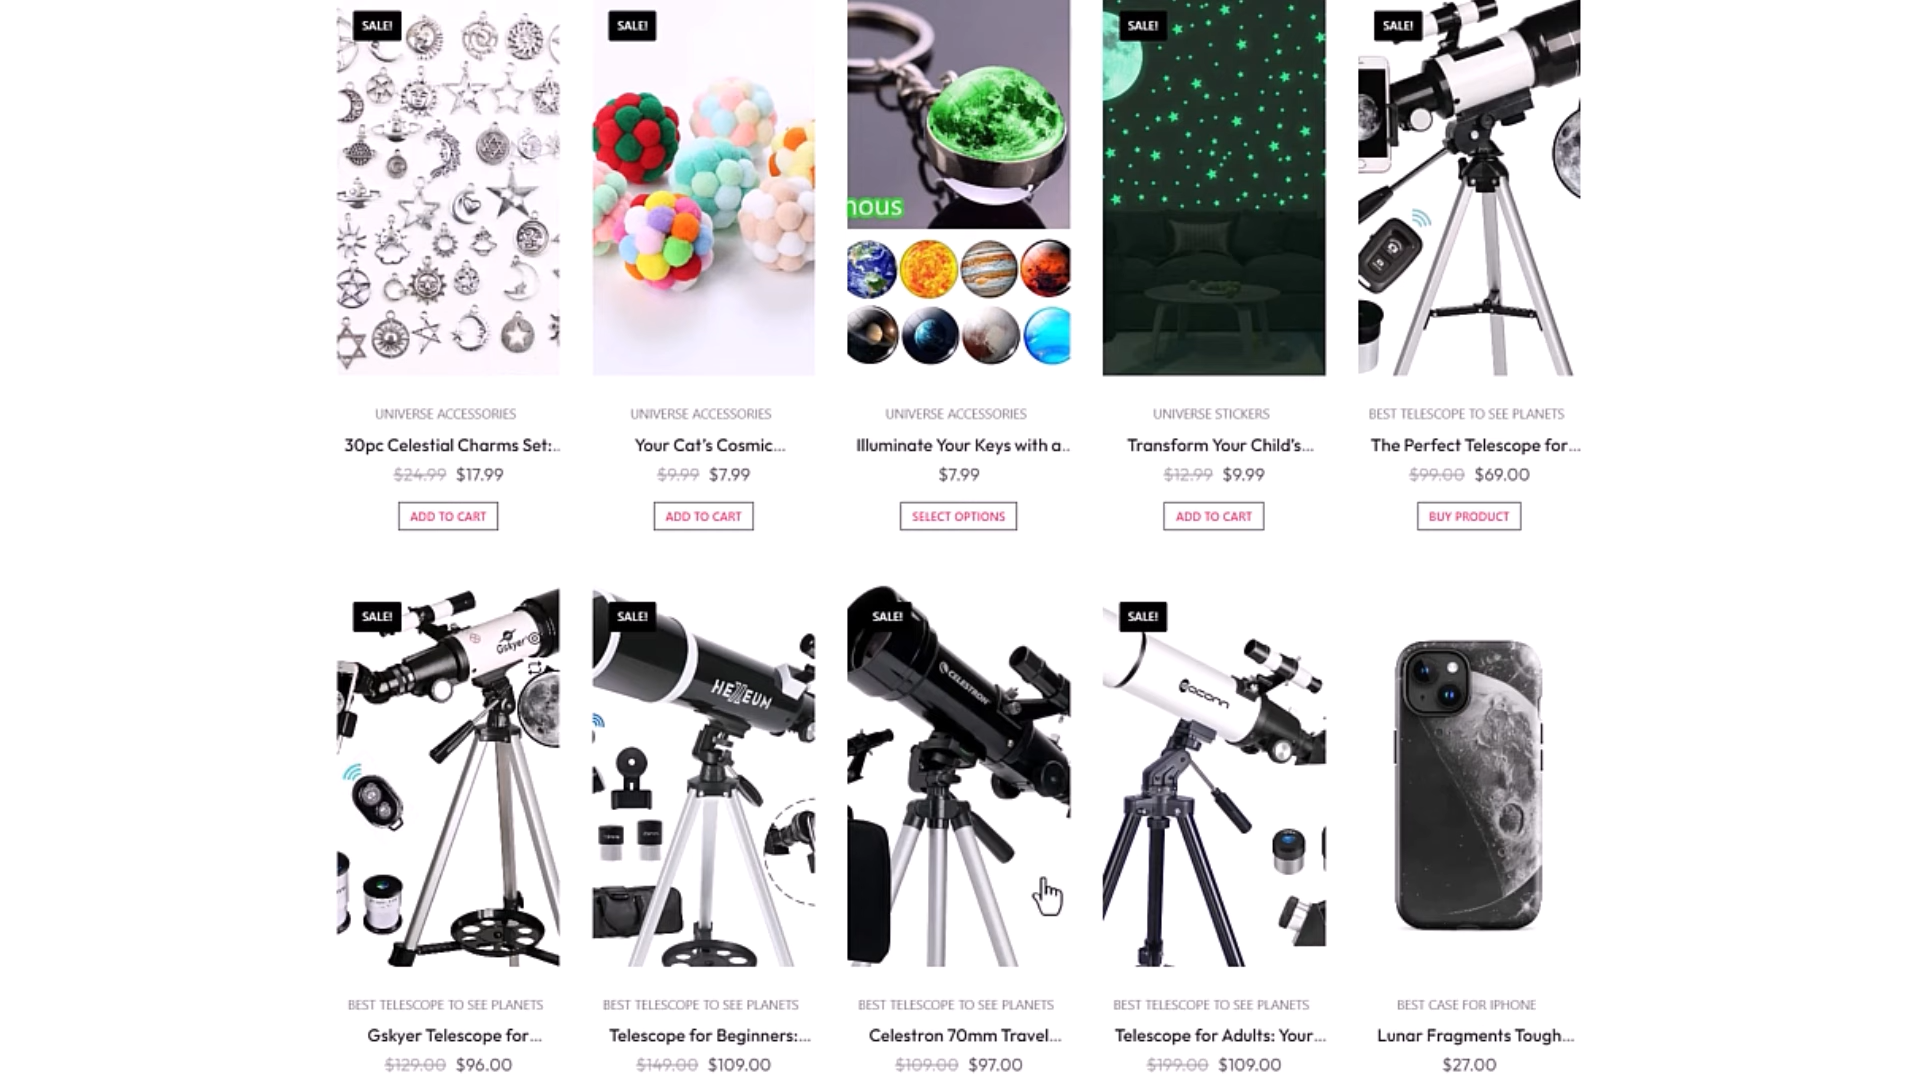 SALE!
SALE!
nous
SALE!
SALE!
UNIVERSE ACCESSORIES
30pc Celestial Charms Set:..
$24.99 $17.99
ADD TO CART
UNIVERSE ACCESSORIES
Your Cat's Cosmic...
$9.99 $7.99
ADD TO CART
UNIVERSE ACCESSORIES
Illuminate Your Keys with a..
$7.99
SELECT OPTIONS
UNIVERSE STICKERS
Transform Your Child's...
$12.99 $9.99
ADD TO CART
BEST TELESCOPE TO SEE PLANETS
The Perfect Telescope for...
$99.00 $69.00
BUY PRODUCT
SALE!
Gskyer
SALE!
HEXEUM
SALE!
CELESTRON
SALE!
aconn
BEST TELESCOPE TO SEE PLANETS
Gskyer Telescope for...
$129.00 $96.00
BEST TELESCOPE TO SEE PLANETS
Telescope for Beginners:...
$149.00 $109.00
BEST TELESCOPE TO SEE PLANETS
Celestron 70mm Travel...
$109.00 $97.00
BEST TELESCOPE TO SEE PLANETS
Telescope for Adults: Your...
$199.00 $109.00
BEST CASE FOR IPHONE
Lunar Fragments Tough...
$27.00